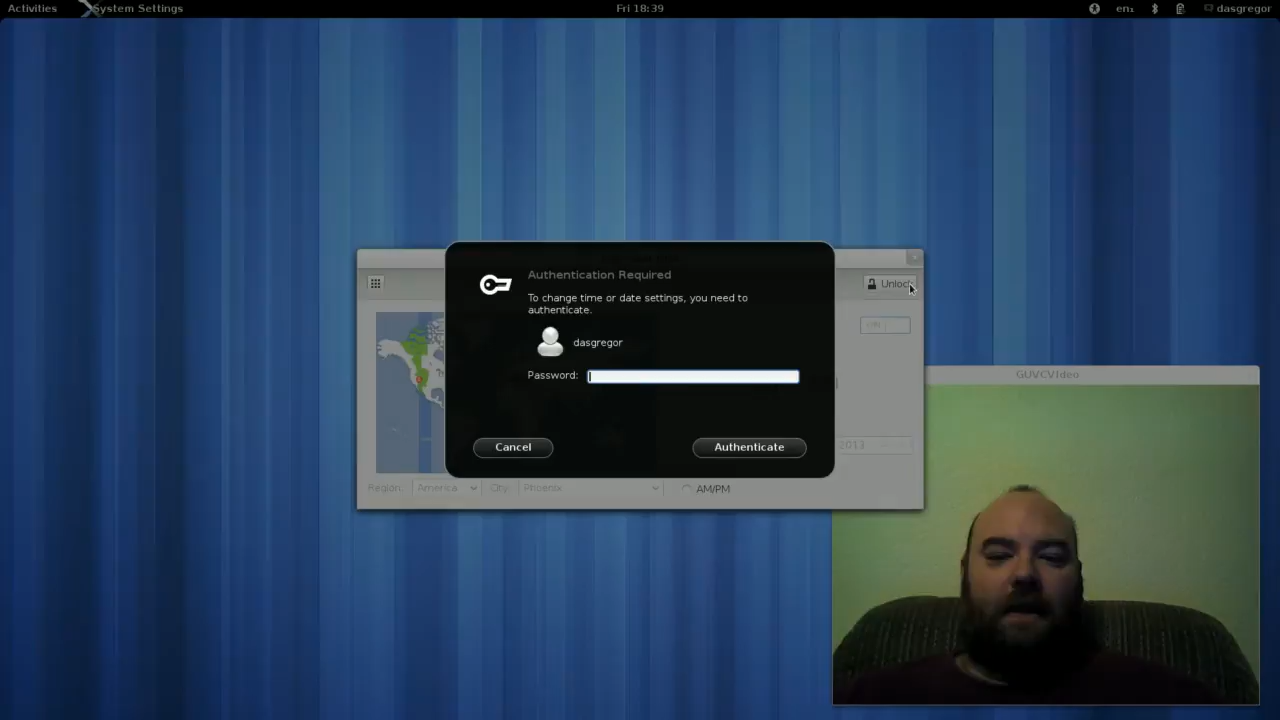 Activities System Settings Fri 18:39 en₁ dasgregor
Authentication Required
Unlock
To change time or date settings, you need to
authenticate.
dasgregor
Password:
GUVCVideo
2013
Cancel Authenticate
Region: America City: Phoenix AM/PM